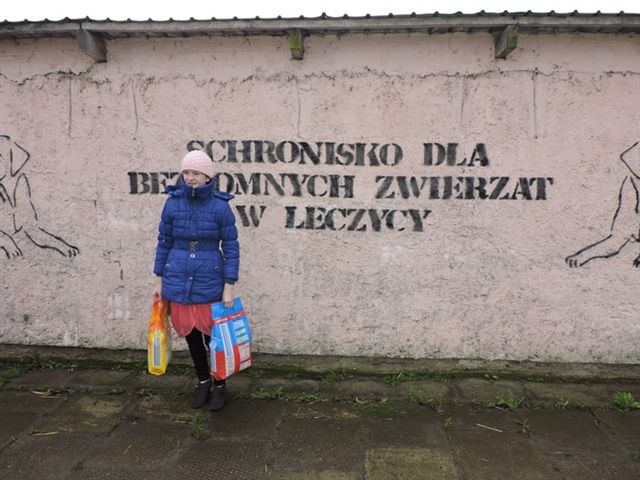 SCHRONISKO DLA
BEZDOMNYCH ZWIERZAT
W LECZYCY